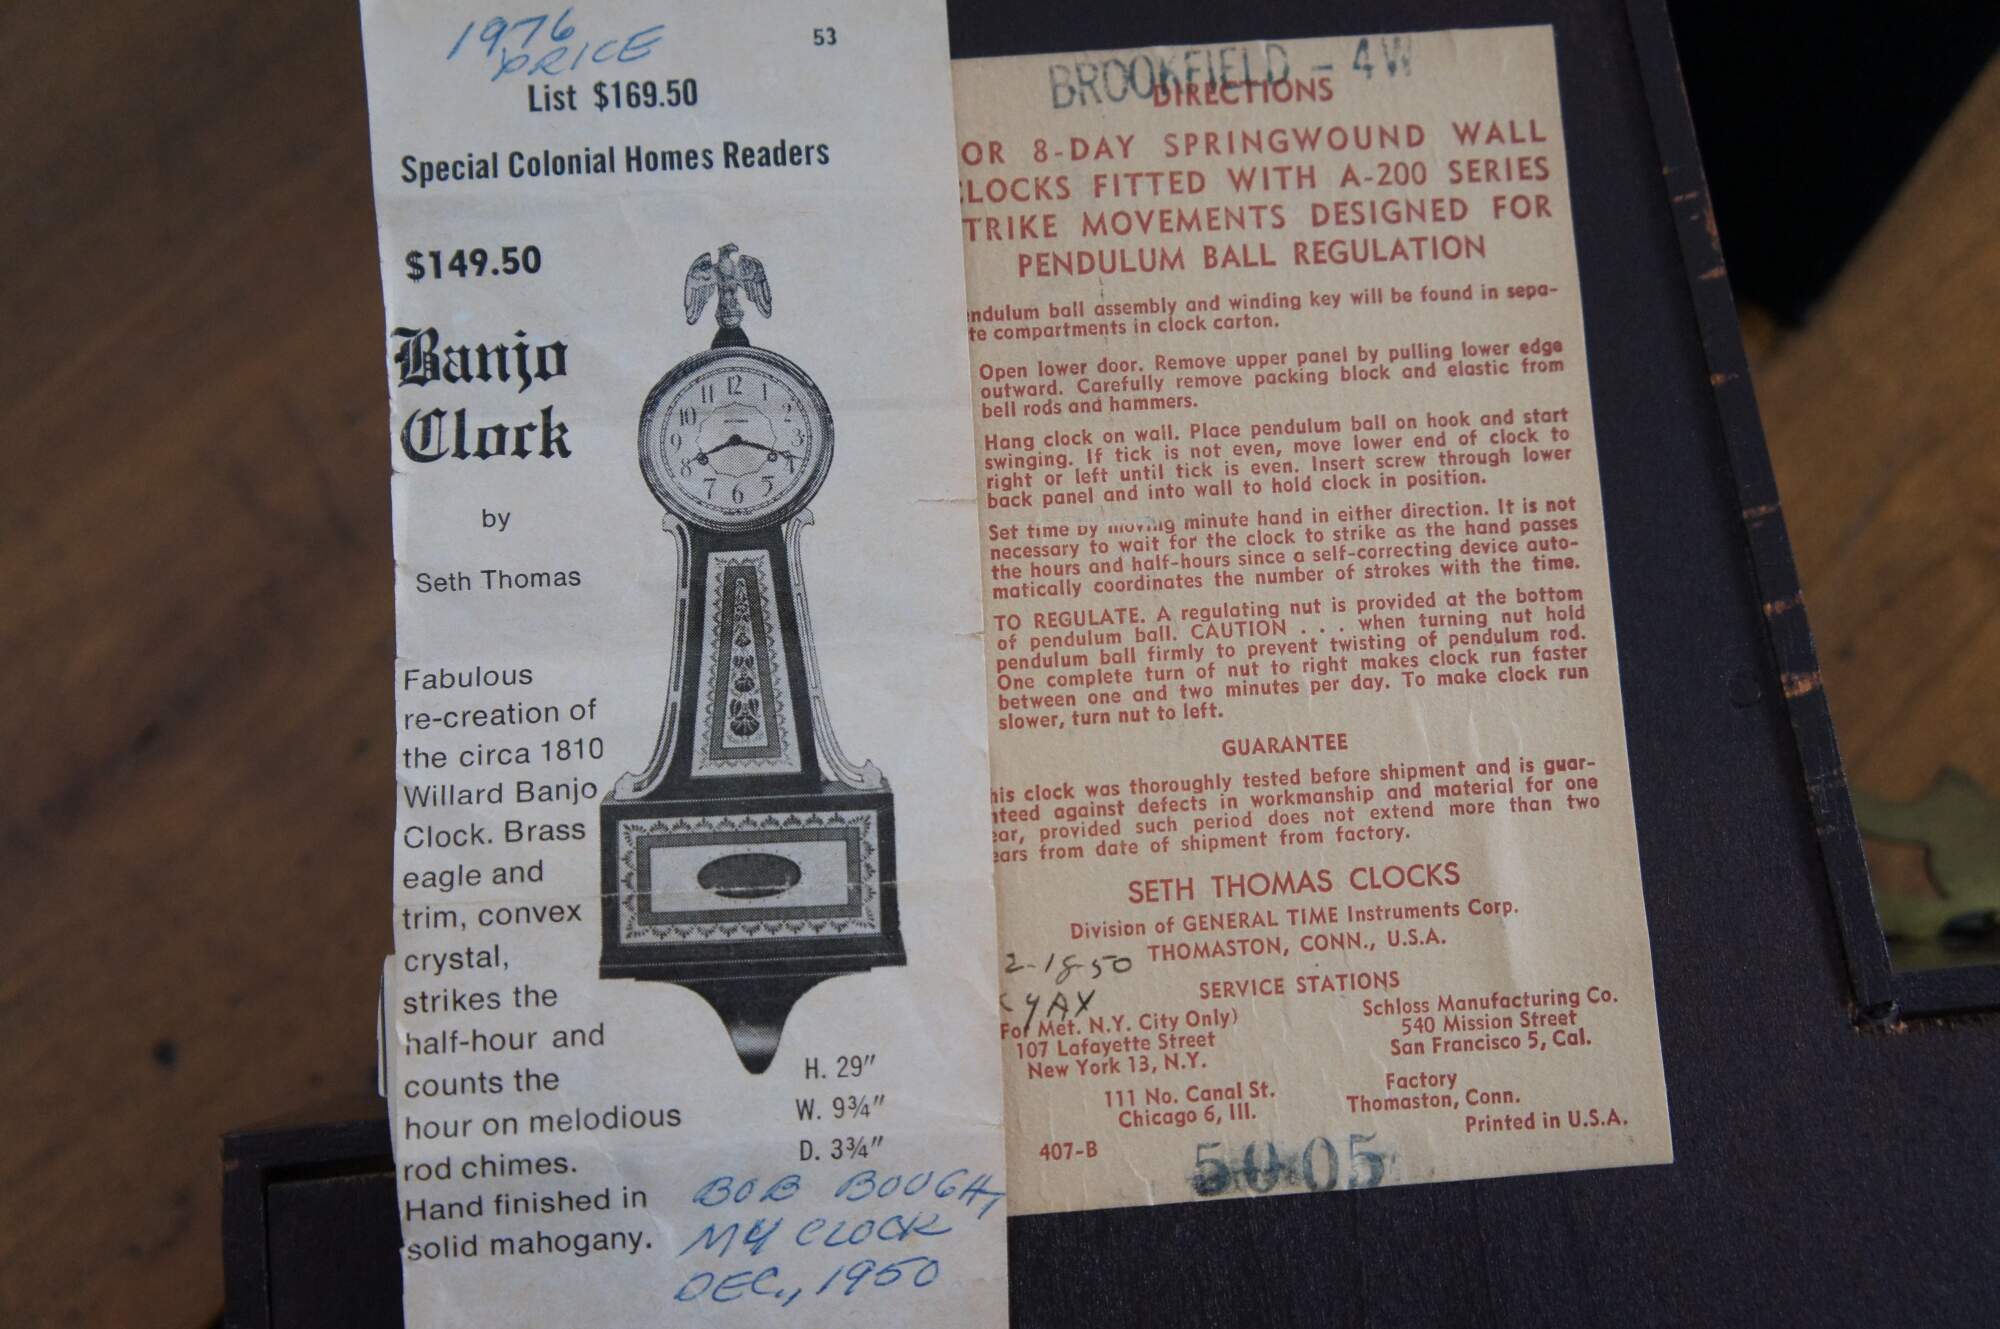 1976
PRICE
53
List $169.50
Special Colonial Homes Readers
$149.50
Banjo
Clock
by
Seth Thomas
Fabulous
re-creation of
the circa 1810
Willard Banjo
Clock. Brass
eagle and
trim, convex
crystal,
strikes the
half-hour and
counts the
hour on melodious
rod chimes.
Hand finished in
solid mahogany.
12 1 2 3 4 5 6 7 8 9 10 11
H. 29"
W. 9¾"
D. 3¾"
BOB BOUGHT
MY CLOCK
DEC., 1950
BROOKFIELD - 4W
DIRECTIONS
OR 8-DAY SPRINGWOUND WALL
LOCKS FITTED WITH A-200 SERIES
TRIKE MOVEMENTS DESIGNED FOR
PENDULUM BALL REGULATION
ndulum ball assembly and winding key will be found in sepa-
te compartments in clock carton.
Open lower door. Remove upper panel by pulling lower edge
outward. Carefully remove packing block and elastic from
bell rods and hammers.
Hang clock on wall. Place pendulum ball on hook and start
swinging. If tick is not even, move lower end of clock to
right or left until tick is even. Insert screw through lower
back panel and into wall to hold clock in position.
Set time by moving minute hand in either direction. It is not
necessary to wait for the clock to strike as the hand passes
the hours and half-hours since a self-correcting device auto-
matically coordinates the number of strokes with the time.
TO REGULATE. A regulating nut is provided at the bottom
of pendulum ball. CAUTION . . . when turning nut hold
pendulum ball firmly to prevent twisting of pendulum rod.
One complete turn of nut to right makes clock run faster
between one and two minutes per day. To make clock run
slower, turn nut to left.
GUARANTEE
his clock was thoroughly tested before shipment and is guar-
nteed against defects in workmanship and material for one
ear, provided such period does not extend more than two
ears from date of shipment from factory.
SETH THOMAS CLOCKS
Division of GENERAL TIME Instruments Corp.
THOMASTON, CONN., U.S.A.
2-18-50
SERVICE STATIONS
(For Met. N.Y. City Only)
107 Lafayette Street
New York 13, N.Y.
Schloss Manufacturing Co.
540 Mission Street
San Francisco 5, Cal.
111 No. Canal St.
Chicago 6, Ill.
Factory
Thomaston, Conn.
Printed in U.S.A.
407-B
5005